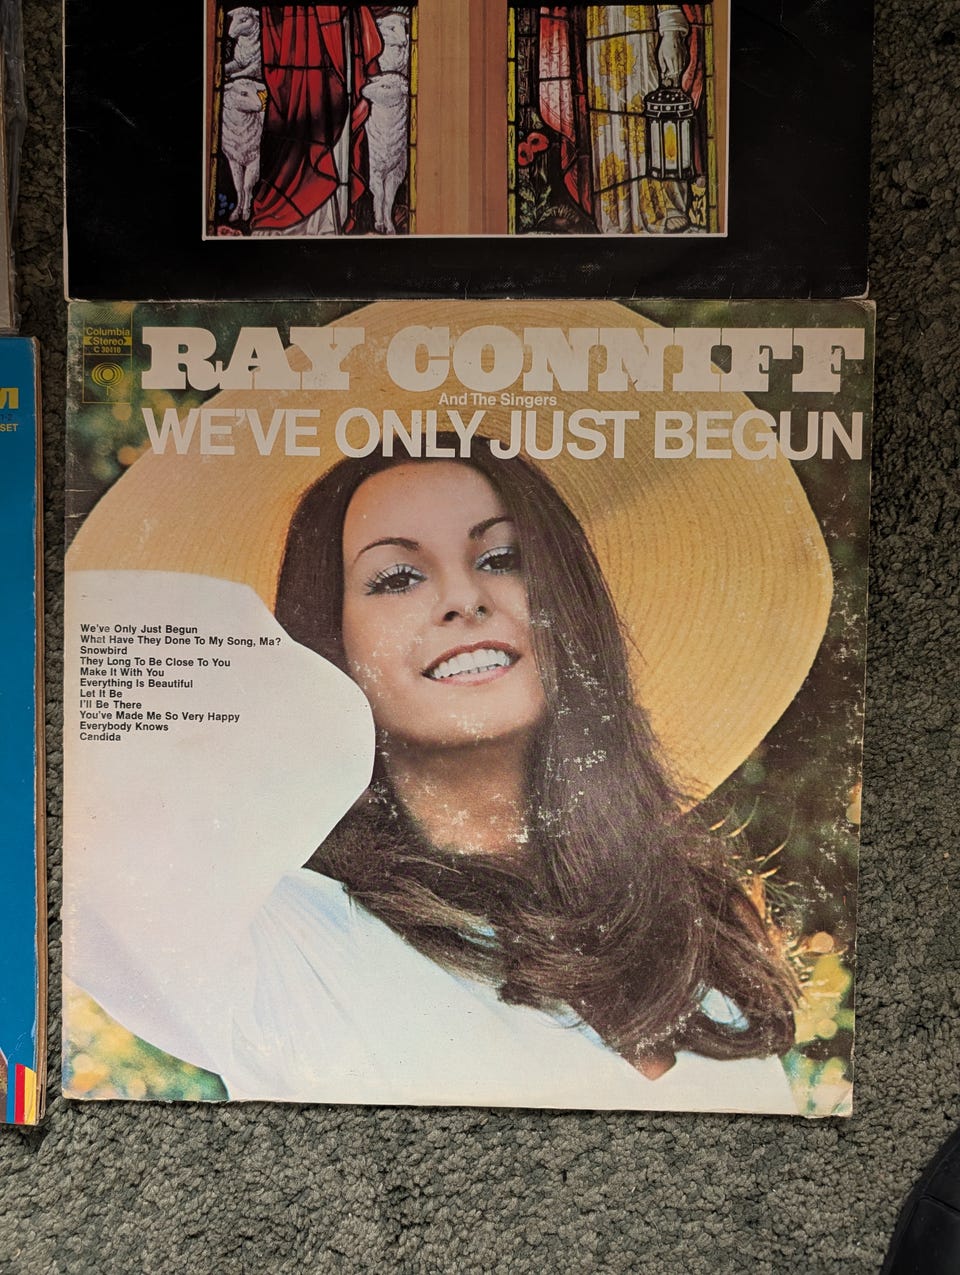 Columbia
Stereo
C 30410
RAY CONNIFF
And The Singers
WE'VE ONLY JUST BEGUN
We've Only Just Begun
What Have They Done To My Song, Ma?
Snowbird
They Long To Be Close To You
Make It With You
Everything Is Beautiful
Let It Be
I'll Be There
You've Made Me So Very Happy
Everybody Knows
Candida
SET